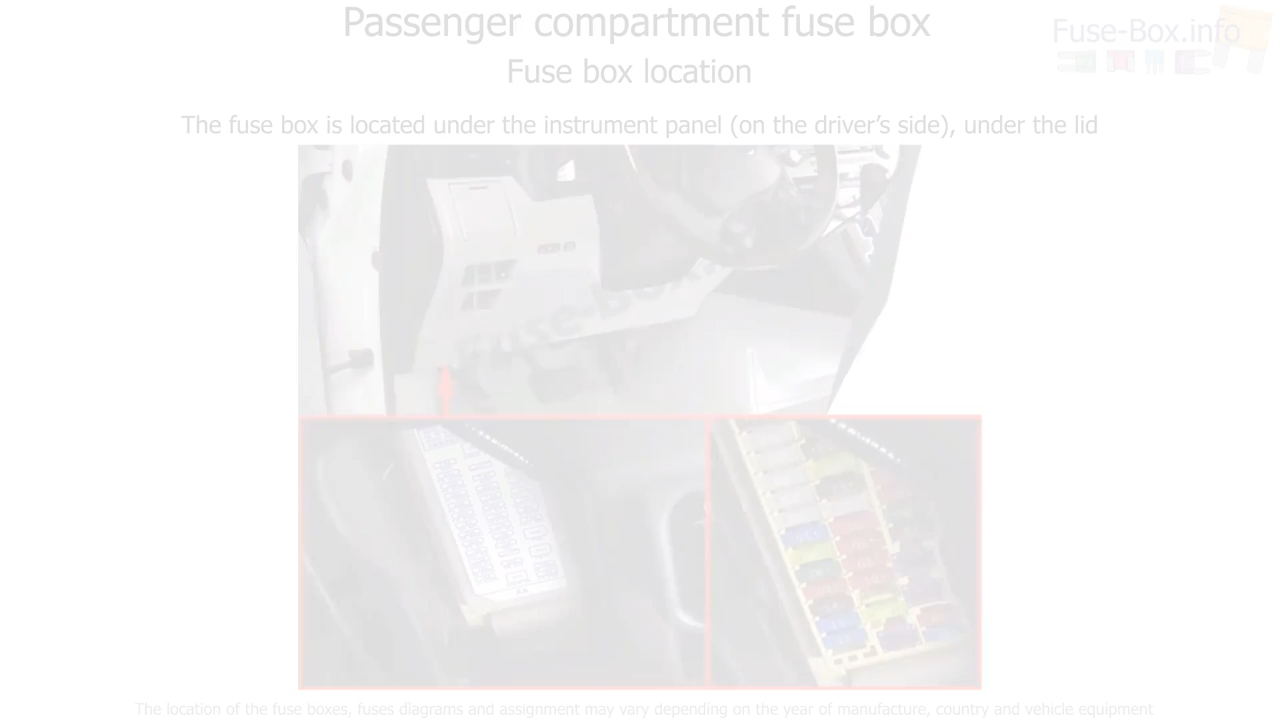 Passenger compartment fuse box
Fuse-Box.info
Fuse box location
The fuse box is located under the instrument panel (on the driver's side), under the lid
fuse-box
The location of the fuse boxes, fuses diagrams and assignment may vary depending on the year of manufacture, country and vehicle equipment